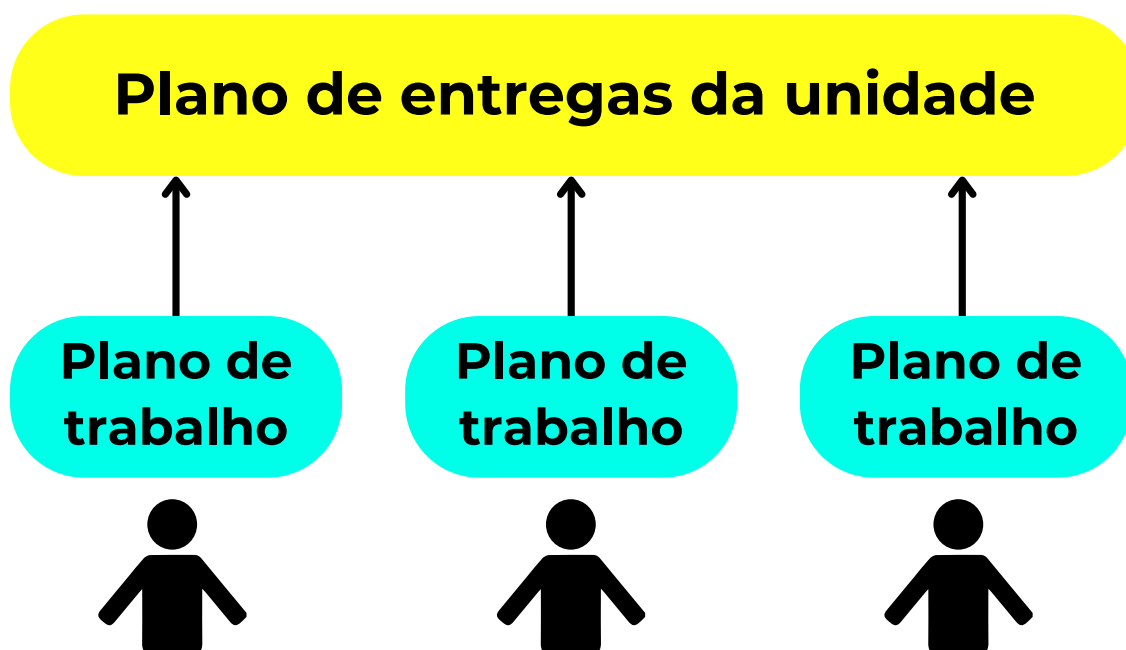 Plano de entregas da unidade
Plano de
trabalho
Plano de
trabalho
Plano de
trabalho